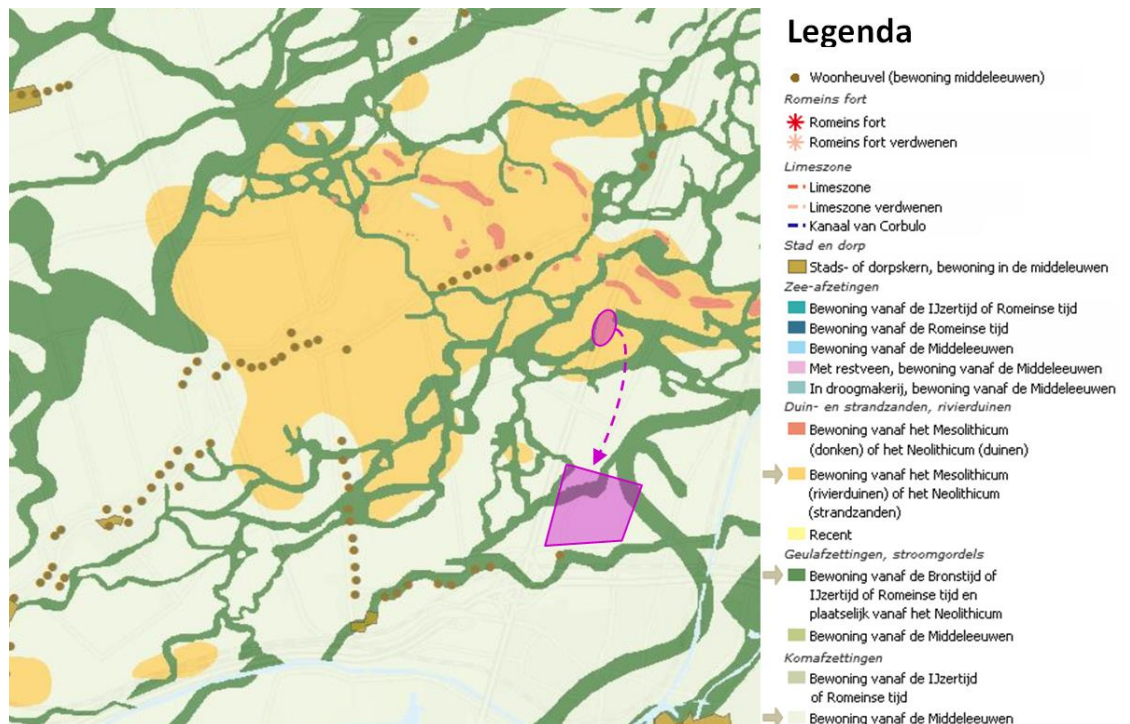 Legenda
Woonheuvel (bewoning middeleeuwen)
Romeins fort
Romeins fort
Romeins fort verdwenen
Limeszone
Limeszone
Limeszone verdwenen
Kanaal van Corbulo
Stad en dorp
Stads- of dorpskern, bewoning in de middeleuwen
Zee-afzetingen
Bewoning vanaf de IJzertijd of Romeinse tijd
Bewoning vanaf de Romeinse tijd
Bewoning vanaf de Middeleeuwen
Met restveen, bewoning vanaf de Middeleeuwen
In droogmakerij, bewoning vanaf de Middeleeuwen
Duin- en strandzanden, rivierduinen
Bewoning vanaf het Mesolithicum
(donken) of het Neolithicum (duinen)
Bewoning vanaf het Mesolithicum
(rivierduinen) of het Neolithicum
(strandzanden)
Recent
Geulafzettingen, stroomgordels
Bewoning vanaf de Bronstijd of
IJzertijd of Romeinse tijd en
plaatselijk vanaf het Neolithicum
Bewoning vanaf de Middeleeuwen
Komafzettingen
Bewoning vanaf de IJzertijd
of Romeinse tijd
Bewoning vanaf de Middeleeuwen